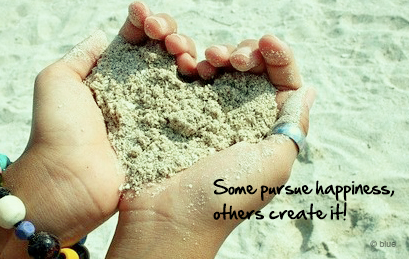 Some pursue happiness,
others create it!
© blue